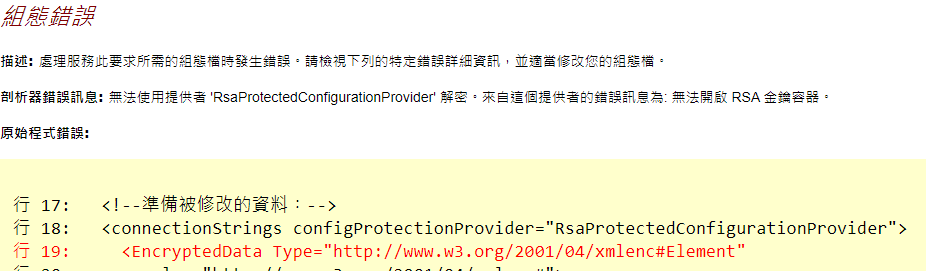 組態錯誤
描述: 處理服務此要求所需的組態檔時發生錯誤。請檢視下列的特定錯誤詳細資訊，並適當修改您的組態檔。
剖析器錯誤訊息: 無法使用提供者 'RsaProtectedConfigurationProvider' 解密。來自這個提供者的錯誤訊息為: 無法開啟 RSA 金鑰容器。
原始程式錯誤:
行 17:   <!--準備被修改的資料：-->
行 18:   <connectionStrings configProtectionProvider="RsaProtectedConfigurationProvider">
行 19:     <EncryptedData Type="http://www.w3.org/2001/04/xmlenc#Element"